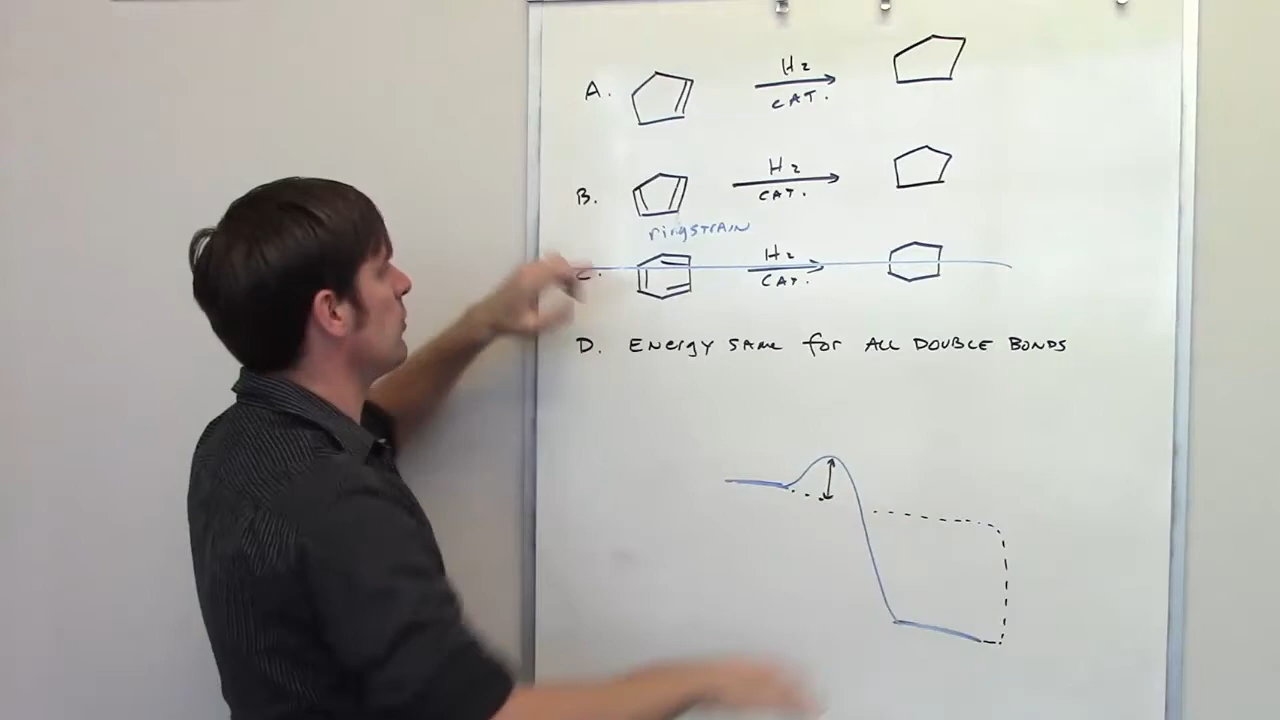 A. H2
CAT.
B. H2
CAT.
ringSTRAIN
C. H2
CAT.
D. ENErgy SAME for ALL DOUBLE BONDS